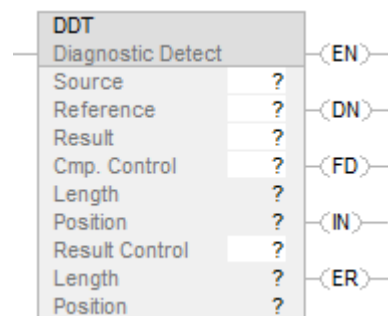 DDT
Diagnostic Detect (EN)
Source ?
Reference ? (DN)
Result ?
Cmp. Control ? (FD)
Length ?
Position ? (IN)
Result Control ?
Length ? (ER)
Position ?